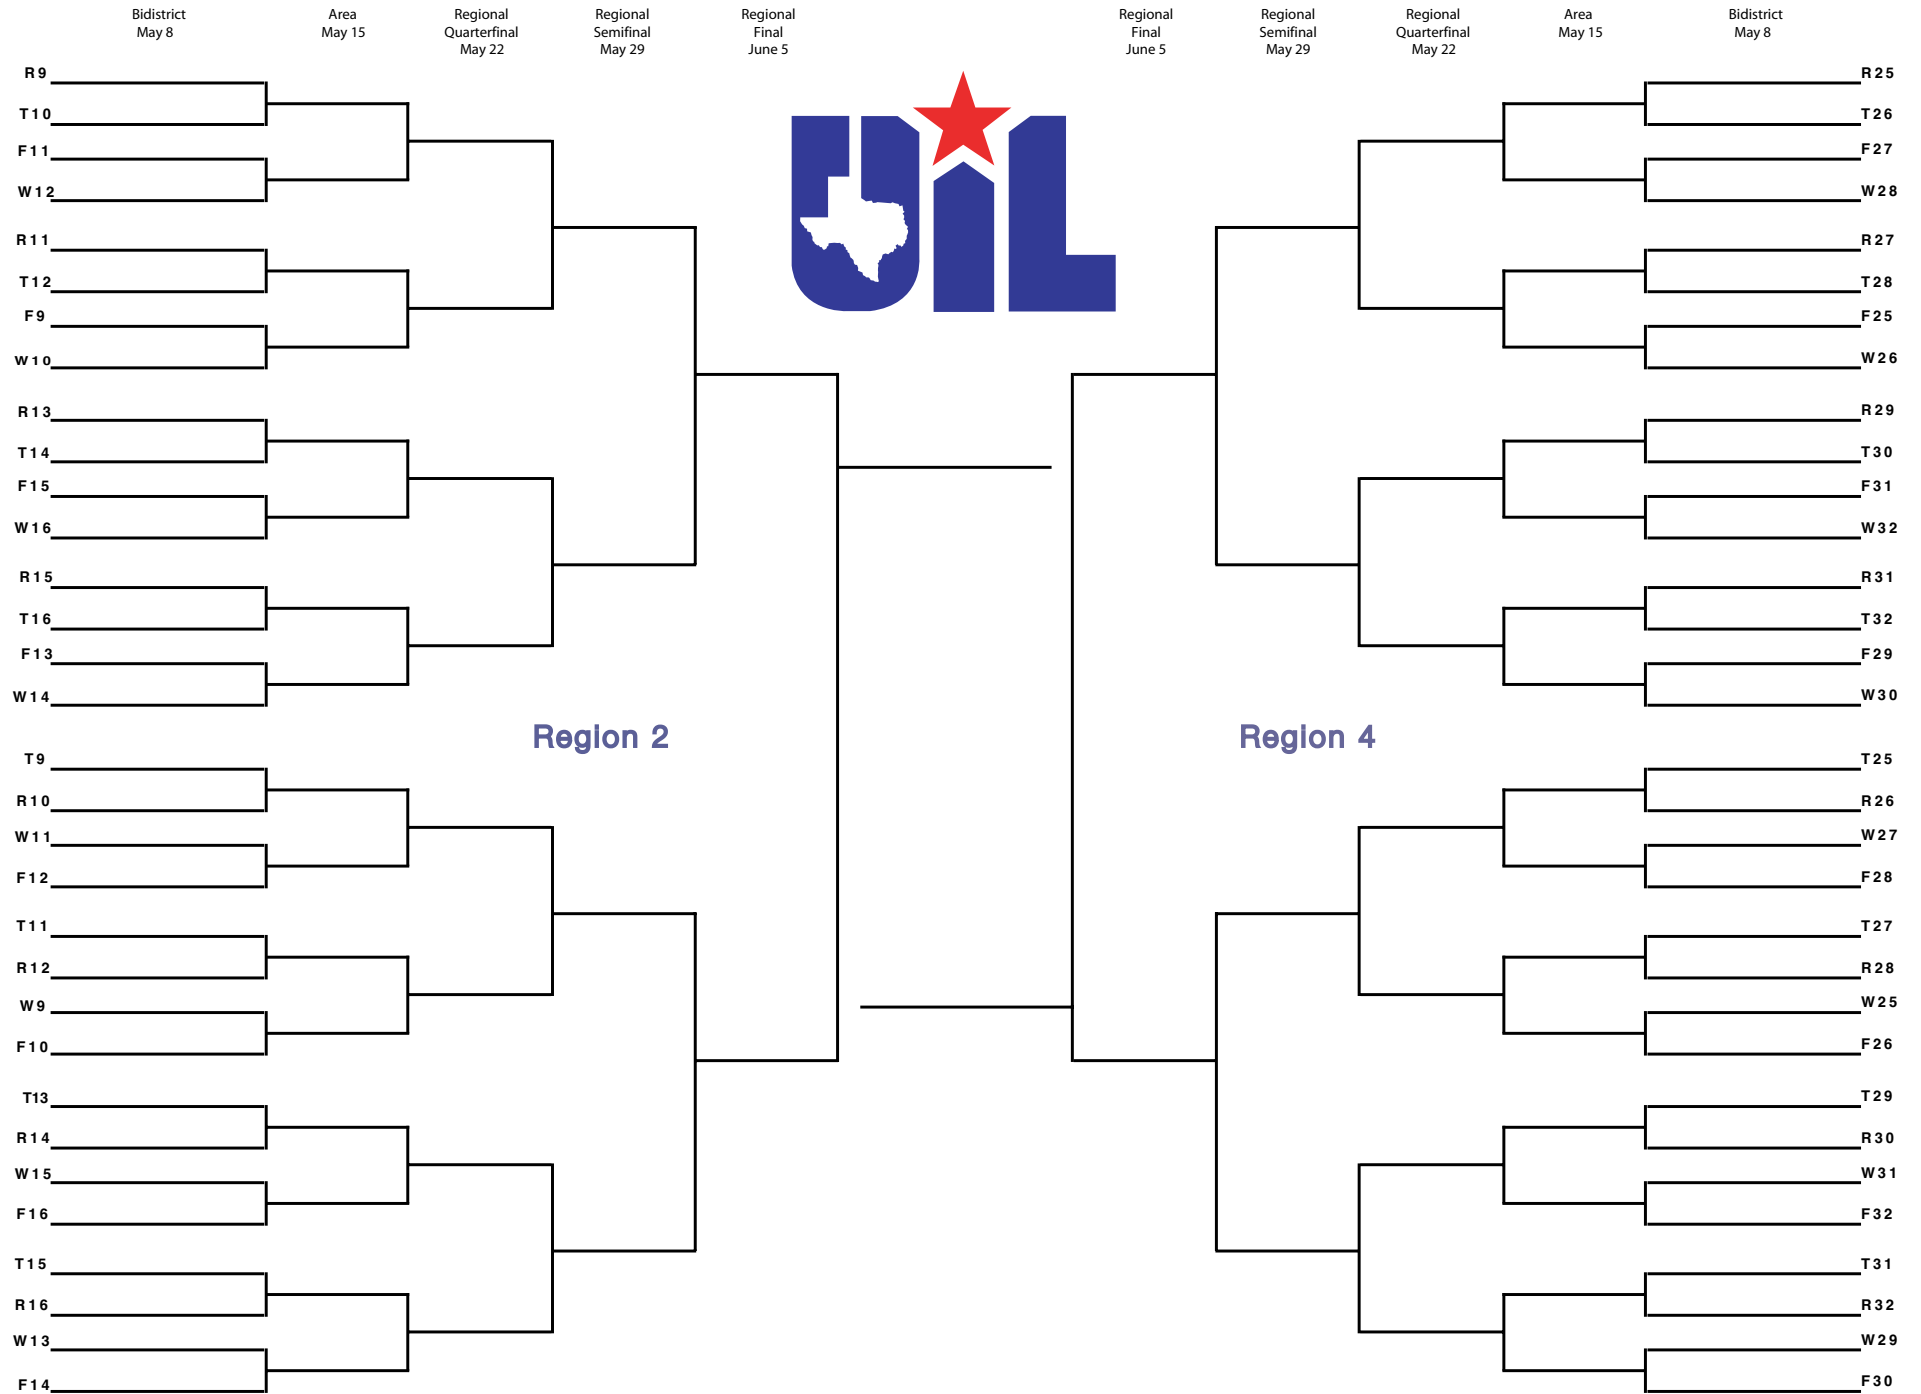 Bidistrict
May 8
Area
May 15
Regional
Quarterfinal
May 22
Regional
Semifinal
May 29
Regional
Final
June 5
Regional
Final
June 5
Regional
Semifinal
May 29
Regional
Quarterfinal
May 22
Area
May 15
Bidistrict
May 8
UIL
R9
T10
F11
W12
R11
T12
F9
W10
R13
T14
F15
W16
R15
T16
F13
W14
Region 2
T9
R10
W11
F12
T11
R12
W9
F10
T13
R14
W15
F16
T15
R16
W13
F14
R25
T26
F27
W28
R27
T28
F25
W26
R29
T30
F31
W32
R31
T32
F29
W30
Region 4
T25
R26
W27
F28
T27
R28
W25
F26
T29
R30
W31
F32
T31
R32
W29
F30